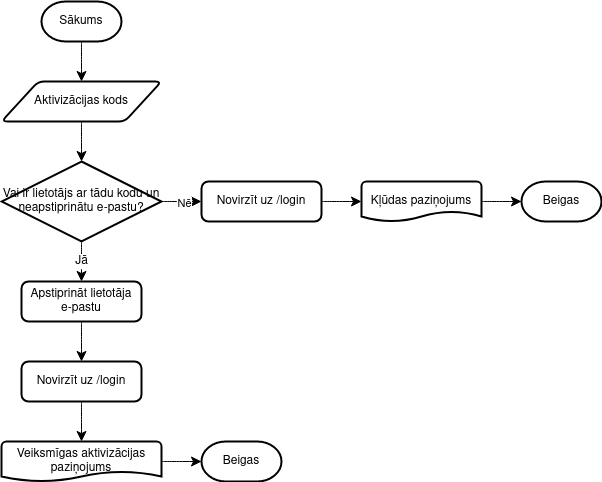 Sākums
Aktivizācijas kods
Vai ir lietotājs ar tādu kodu un
neapstiprinātu e-pastu?
Nē
Novirzīt uz /login
Kļūdas paziņojums
Beigas
Jā
Apstiprināt lietotāja
e-pastu
Novirzīt uz /login
Veiksmīgas aktivizācijas
paziņojums
Beigas